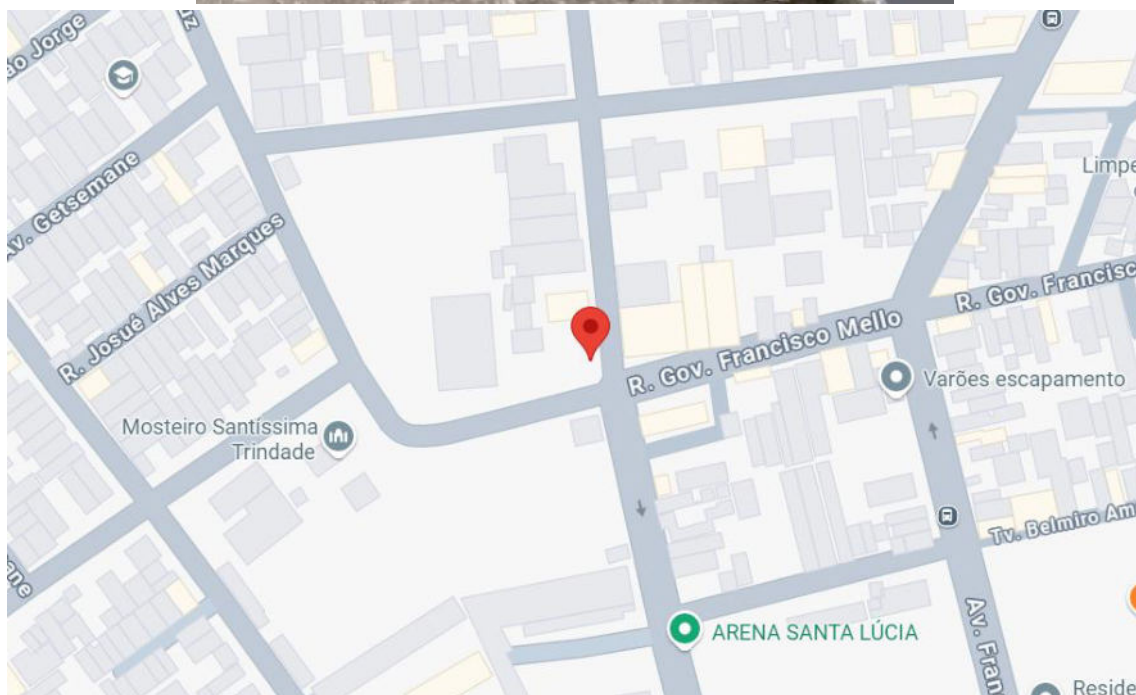 ão Jorge
Av. Getsemane
R. Josué Alves Marques
Mosteiro Santíssima
Trindade
R. Gov. Francisco Mello
R. Gov. Francisc
Limpe
Varões escapamento
Tv. Belmiro Am
ARENA SANTA LÚCIA
Av. Fran
Reside